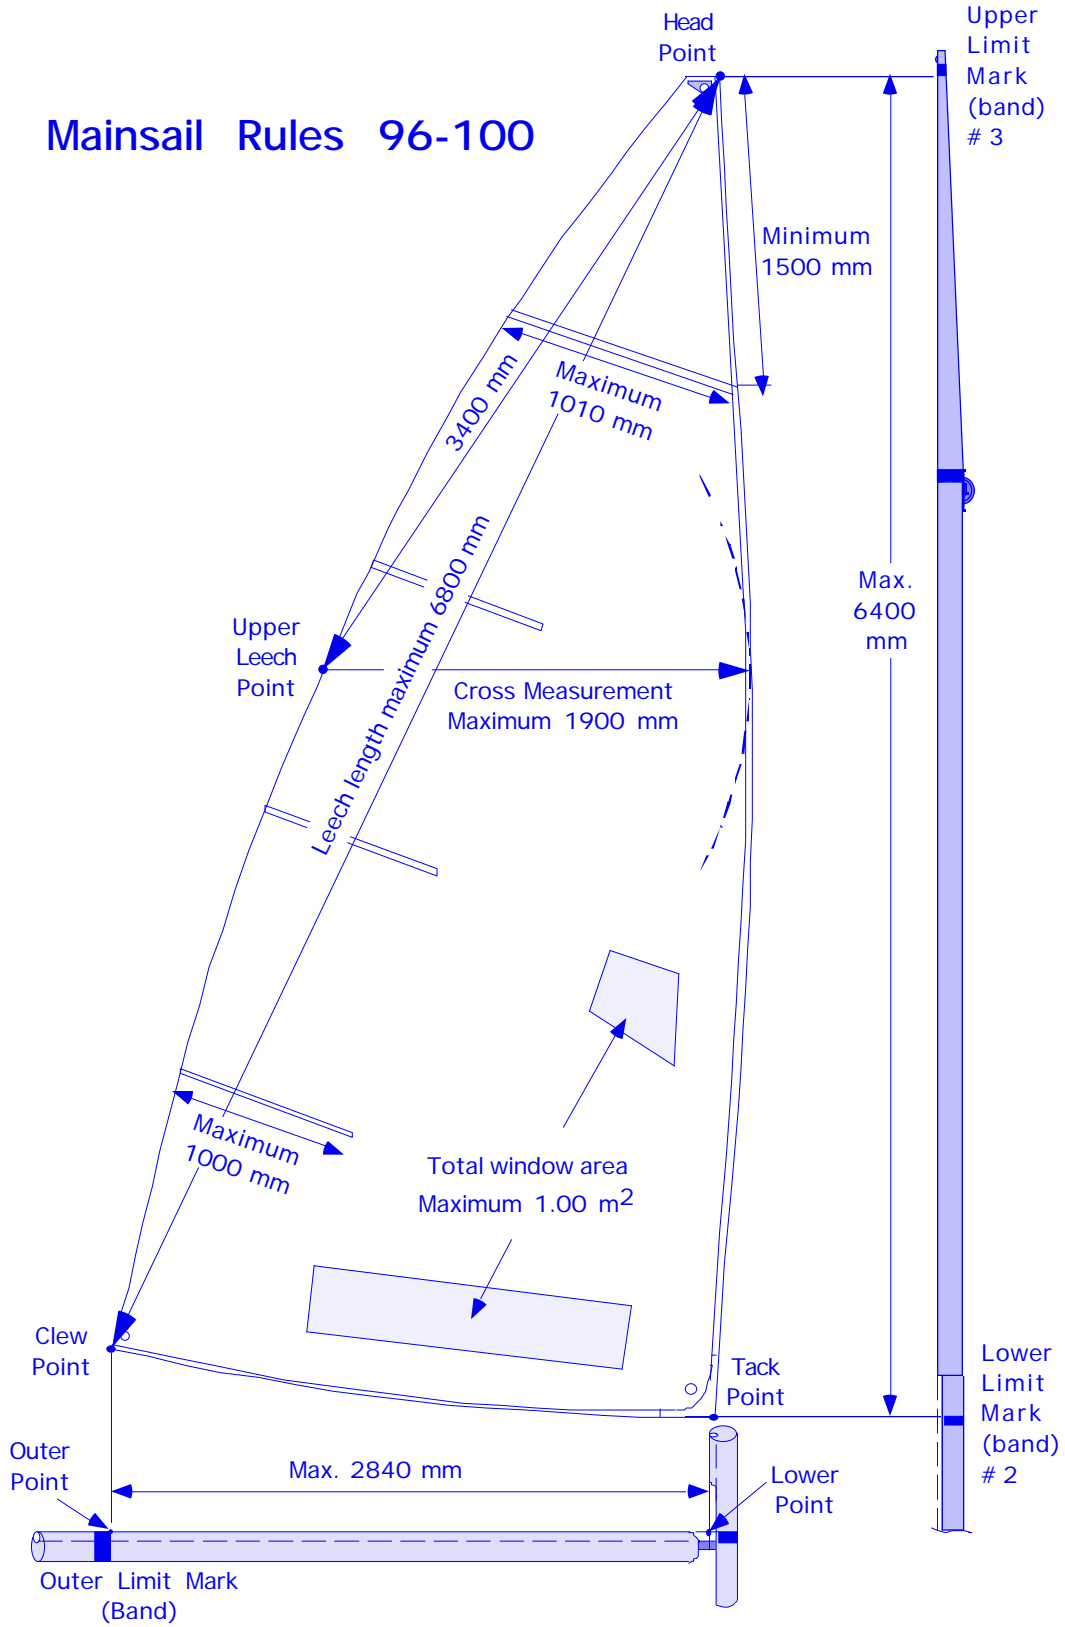 Head
Point
Upper
Limit
Mark
(band)
# 3
Mainsail Rules 96-100
Minimum
1500 mm
Maximum
1010 mm
3400 mm
Leech length maximum 6800 mm
Max.
6400
mm
Upper
Leech
Point
Cross Measurement
Maximum 1900 mm
Maximum
1000 mm
Total window area
Maximum 1.00 m²
Clew
Point
Tack
Point
Lower
Limit
Mark
(band)
# 2
Outer
Point
Max. 2840 mm
Lower
Point
Outer Limit Mark
(Band)